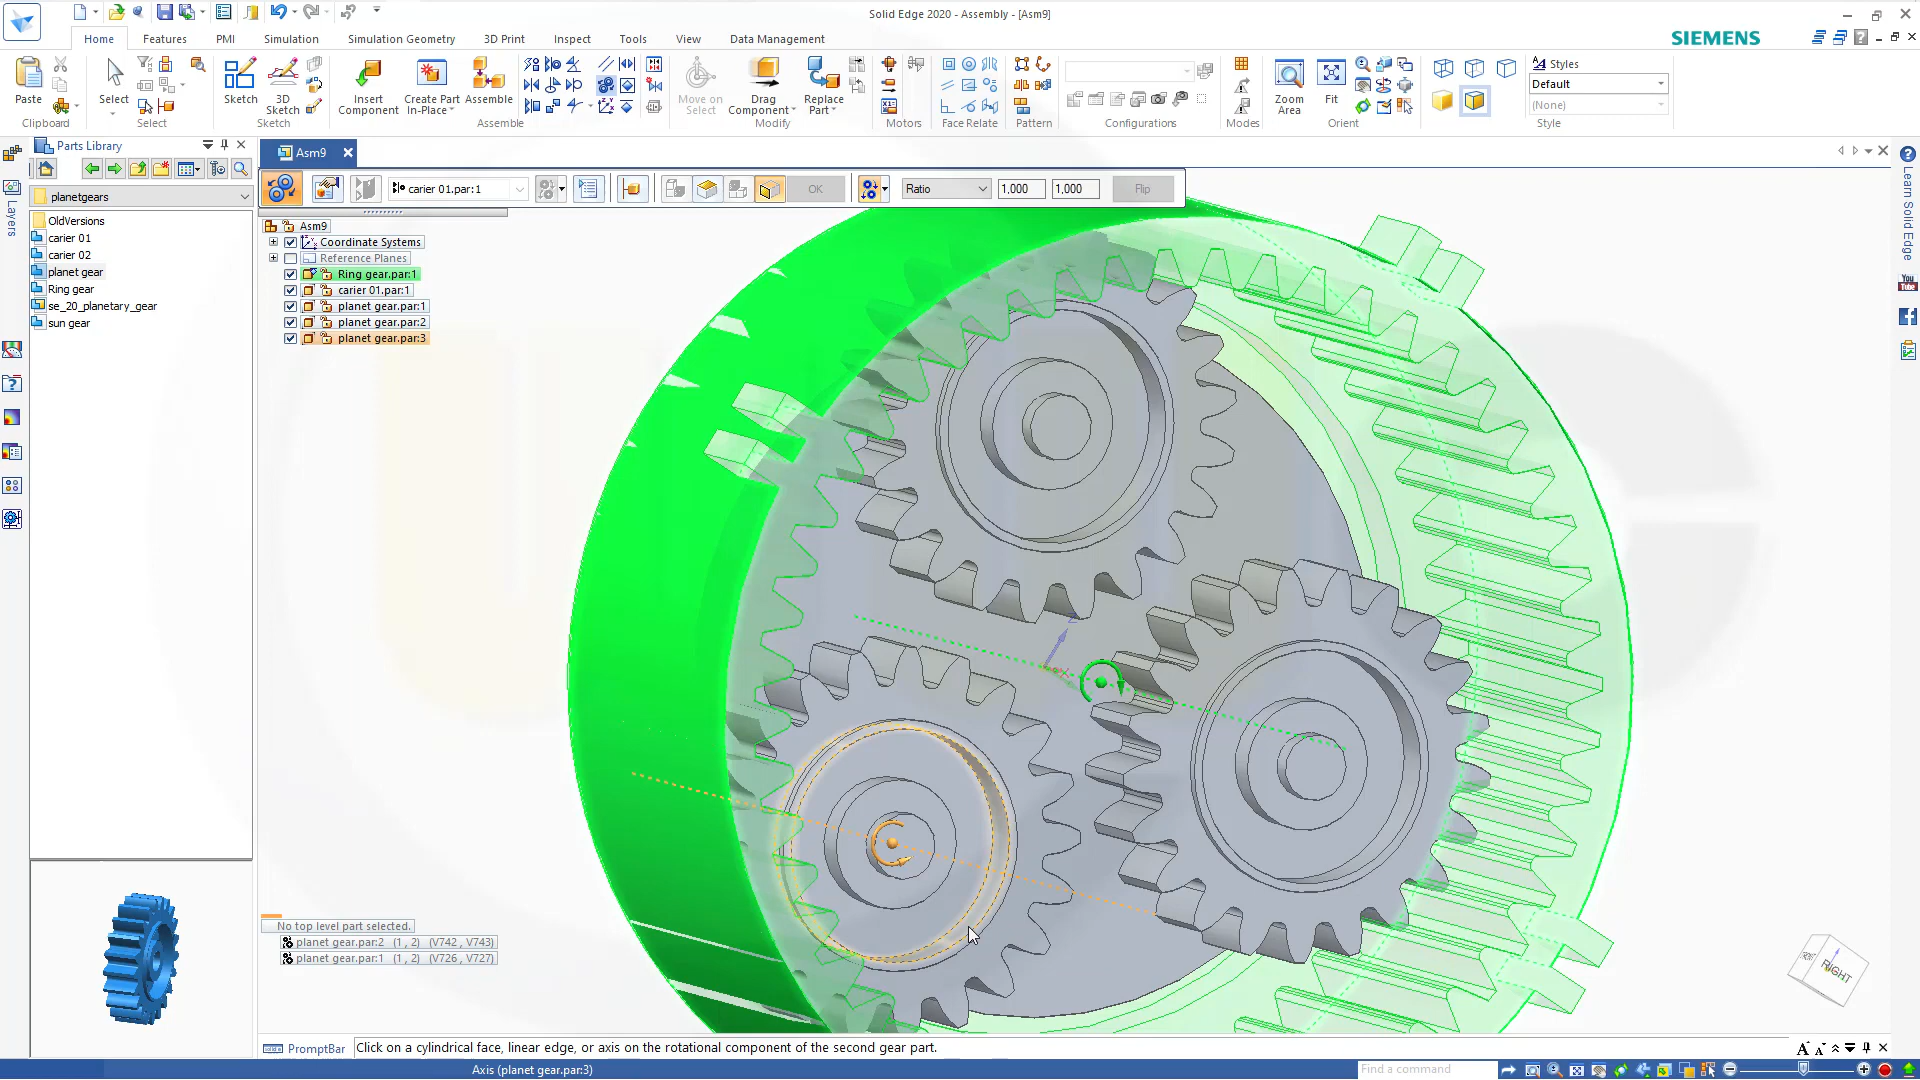 Solid Edge 2020 - Assembly - [Asm9]
Home Features PMI Simulation Simulation Geometry 3D Print Inspect Tools View Data Management
SIEMENS
Paste
Select
Sketch
3D Sketch
Insert Component
Create Part In-Place
Assemble
Move on Select
Drag Component
Replace Part
Zoom Area
Fit
Styles
Default
(None)
Clipboard Select Sketch Assemble Modify Motors Face Relate Pattern Configurations Modes Orient Style
Parts Library
Asm9
planetgears
carier 01.par:1
OK
Ratio
1,000
1,000
Flip
OldVersions
carier 01
carier 02
planet gear
Ring gear
se_20_planetary_gear
sun gear
Asm9
Coordinate Systems
Reference Planes
Ring gear.par:1
carier 01.par:1
planet gear.par:1
planet gear.par:2
planet gear.par:3
Layers
Learn Solid Edge
You Tube
RIGHT
No top level part selected.
planet gear.par:2 (1 , 2) (V742 , V743)
planet gear.par:1 (1 , 2) (V726 , V727)
PromptBar
Click on a cylindrical face, linear edge, or axis on the rotational component of the second gear part.
Axis (planet gear.par:3)
Find a command